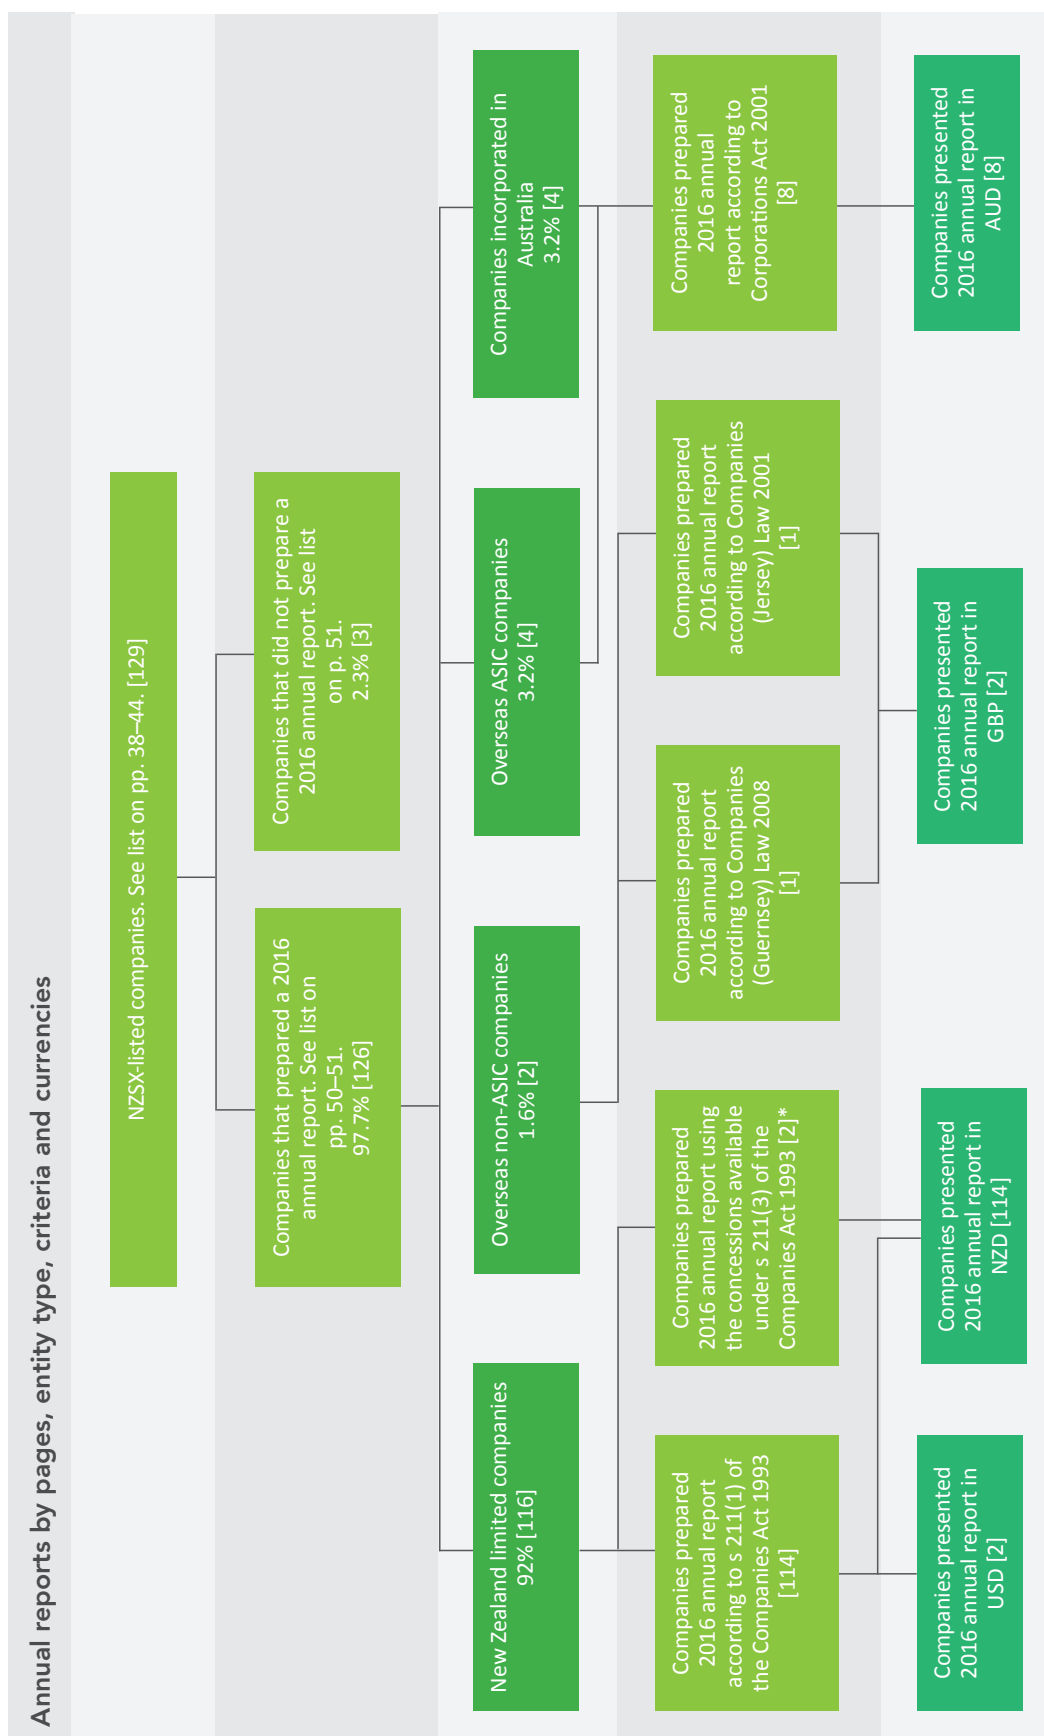 Annual reports by pages, entity type, criteria and currencies
NZSX-listed companies. See list on pp. 38–44. [129]
Companies that prepared a 2016
annual report. See list on
pp. 50–51.
97.7% [126]
Companies that did not prepare a
2016 annual report. See list
on p. 51.
2.3% [3]
New Zealand limited companies
92% [116]
Overseas non-ASIC companies
1.6% [2]
Overseas ASIC companies
3.2% [4]
Companies incorporated in
Australia
3.2% [4]
Companies prepared
2016 annual report
according to s 211(1) of
the Companies Act 1993
[114]
Companies prepared
2016 annual report using
the concessions available
under s 211(3) of the
Companies Act 1993 [2]*
Companies prepared
2016 annual report
according to Companies
(Guernsey) Law 2008
[1]
Companies prepared
2016 annual report
according to Companies
(Jersey) Law 2001
[1]
Companies prepared
2016 annual
report according to
Corporations Act 2001
[8]
Companies presented
2016 annual report in
USD [2]
Companies presented
2016 annual report in
NZD [114]
Companies presented
2016 annual report in
GBP [2]
Companies presented
2016 annual report in
AUD [8]